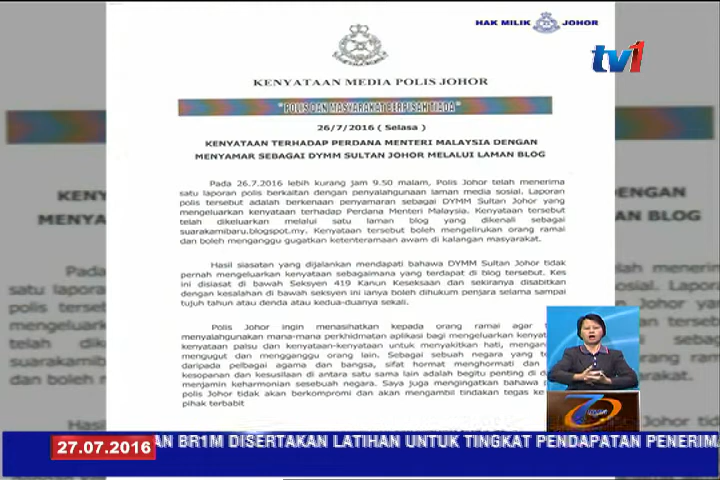 HAK MILIK JOHOR
tv1
KENYATAAN MEDIA POLIS JOHOR
"POLIS DAN MASYARAKAT BERPISAH TIADA"
26/7/2016 ( Selasa )
KENYATAAN TERHADAP PERDANA MENTERI MALAYSIA DENGAN
MENYAMAR SEBAGAI DYMM SULTAN JOHOR MELALUI LAMAN BLOG
Pada 26.7.2016 lebih kurang jam 9.50 malam, Polis Johor telah menerima
satu laporan polis berkaitan dengan penyalahgunaan laman media sosial. Laporan
polis tersebut adalah berkenaan penyamaran sebagai DYMM Sultan Johor yang
mengeluarkan kenyataan terhadap Perdana Menteri Malaysia. Kenyataan tersebut
telah dikeluarkan melalui satu laman blog yang dikenali sebagai
suarakamibaru.blogspot.my. Kenyataan tersebut boleh mengelirukan orang ramai
dan boleh menganggu gugatkan ketenteramaan awam di kalangan masyarakat.
Hasil siasatan yang dijalankan mendapati bahawa DYMM Sultan Johor tidak
pernah mengeluarkan kenyataan sebagaimana yang terdapat di blog tersebut. Kes
ini disiasat di bawah Seksyen 419 Kanun Keseksaan dan sekiranya disabitkan
dengan kesalahan di bawah seksyen ini ianya boleh dihukum penjara selama sampai
tujuh tahun atau denda atau kedua-duanya sekali.
Polis Johor ingin menasihatkan kepada orang ramai agar
menyalahgunakan mana-mana perkhidmatan aplikasi bagi mengeluarkan kenyat
kenyataan palsu dan kenyataan-kenyataan untuk menyakitkan hati, mengan
mengugut dan mengganggu orang lain. Sebagai sebuah negara yang t
daripada pelbagai agama dan bangsa, sifat hormat menghormati dan
kesopanan dan kesusilaan di antara satu sama lain adalah begitu penting di d
menjamin keharmonian sesebuah negara. Saya juga mengingatkan bahawa p
polis Johor tidak akan berkompromi dan akan mengambil tindakan tegas ke
pihak terbabit
27.07.2016 AN BR1M DISERTAKAN LATIHAN UNTUK TINGKAT PENDAPATAN PENERIMA